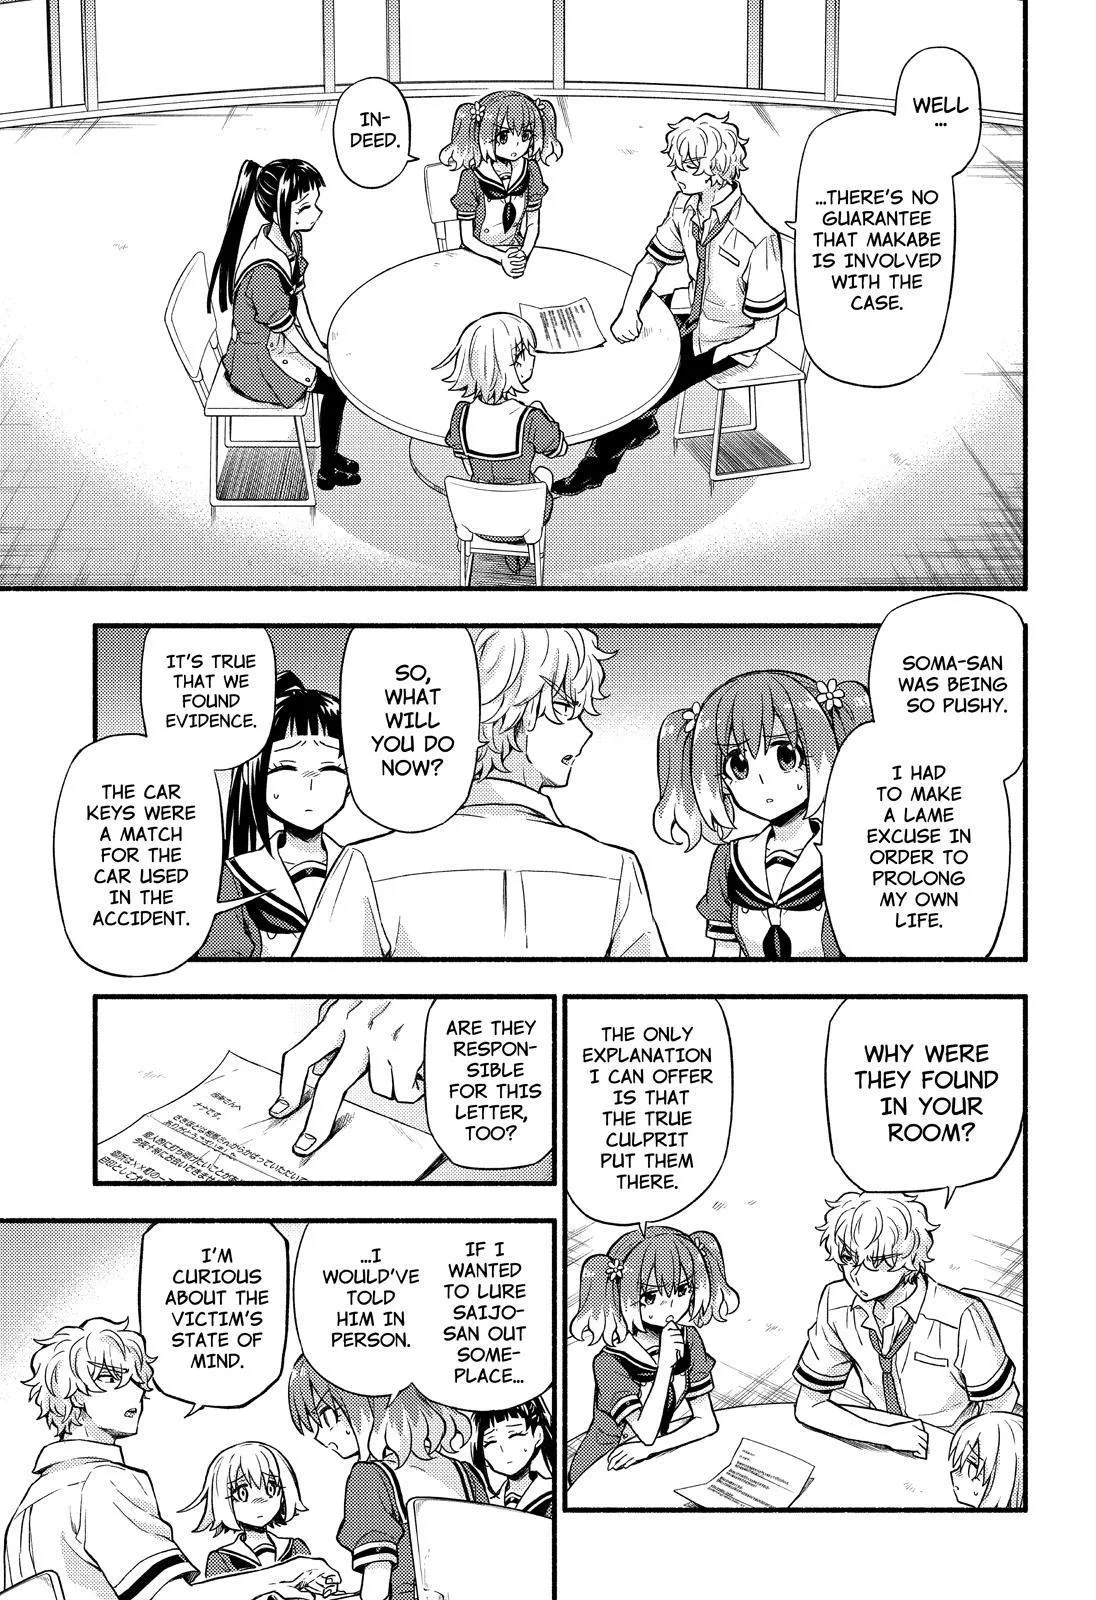 WELL
...
...THERE'S NO
GUARANTEE
THAT MAKABE
IS INVOLVED
WITH THE
CASE.
IN-
DEED.
SOMA-SAN
WAS BEING
SO PUSHY.
I HAD
TO MAKE
A LAME
EXCUSE IN
ORDER TO
PROLONG
MY OWN
LIFE.
SO,
WHAT
WILL
YOU DO
NOW?
IT'S TRUE
THAT WE
FOUND
EVIDENCE.
THE CAR
KEYS WERE
A MATCH
FOR THE
CAR USED
IN THE
ACCIDENT.
WHY WERE
THEY FOUND
IN YOUR
ROOM?
THE ONLY
EXPLANATION
I CAN OFFER
IS THAT
THE TRUE
CULPRIT
PUT THEM
THERE.
ARE THEY
RESPON-
SIBLE
FOR THIS
LETTER,
TOO?
ナナです。
IF I
WANTED
TO LURE
SAIJO-
SAN OUT
SOME-
PLACE...
...I
WOULD'VE
TOLD
HIM IN
PERSON.
I'M
CURIOUS
ABOUT THE
VICTIM'S
STATE OF
MIND.